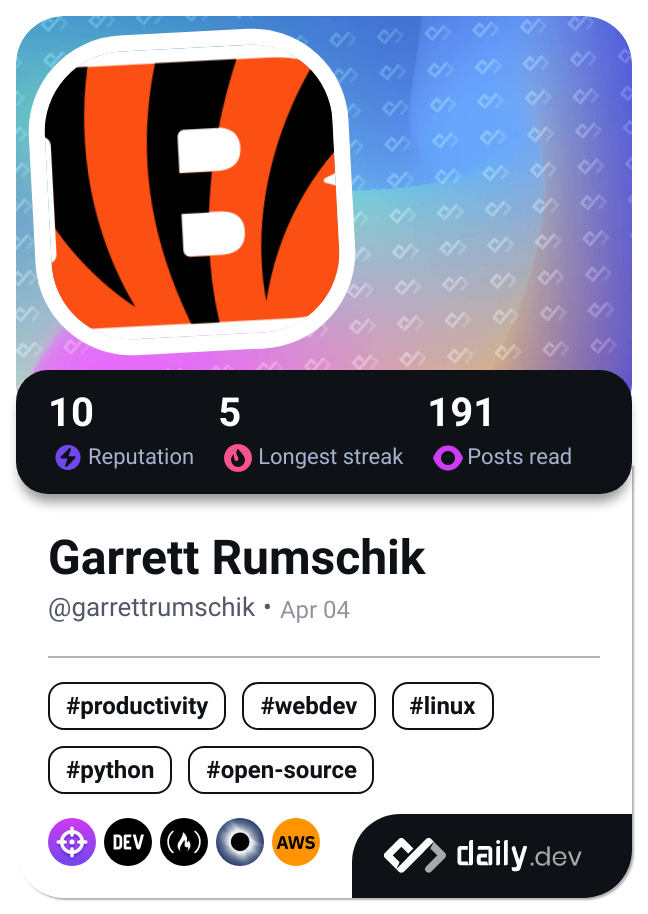 B
10 5 191
Reputation Longest streak Posts read
Garrett Rumschik
@garrettrumschik • Apr 04
#productivity #webdev #linux
#python #open-source
DEV AWS
daily.dev